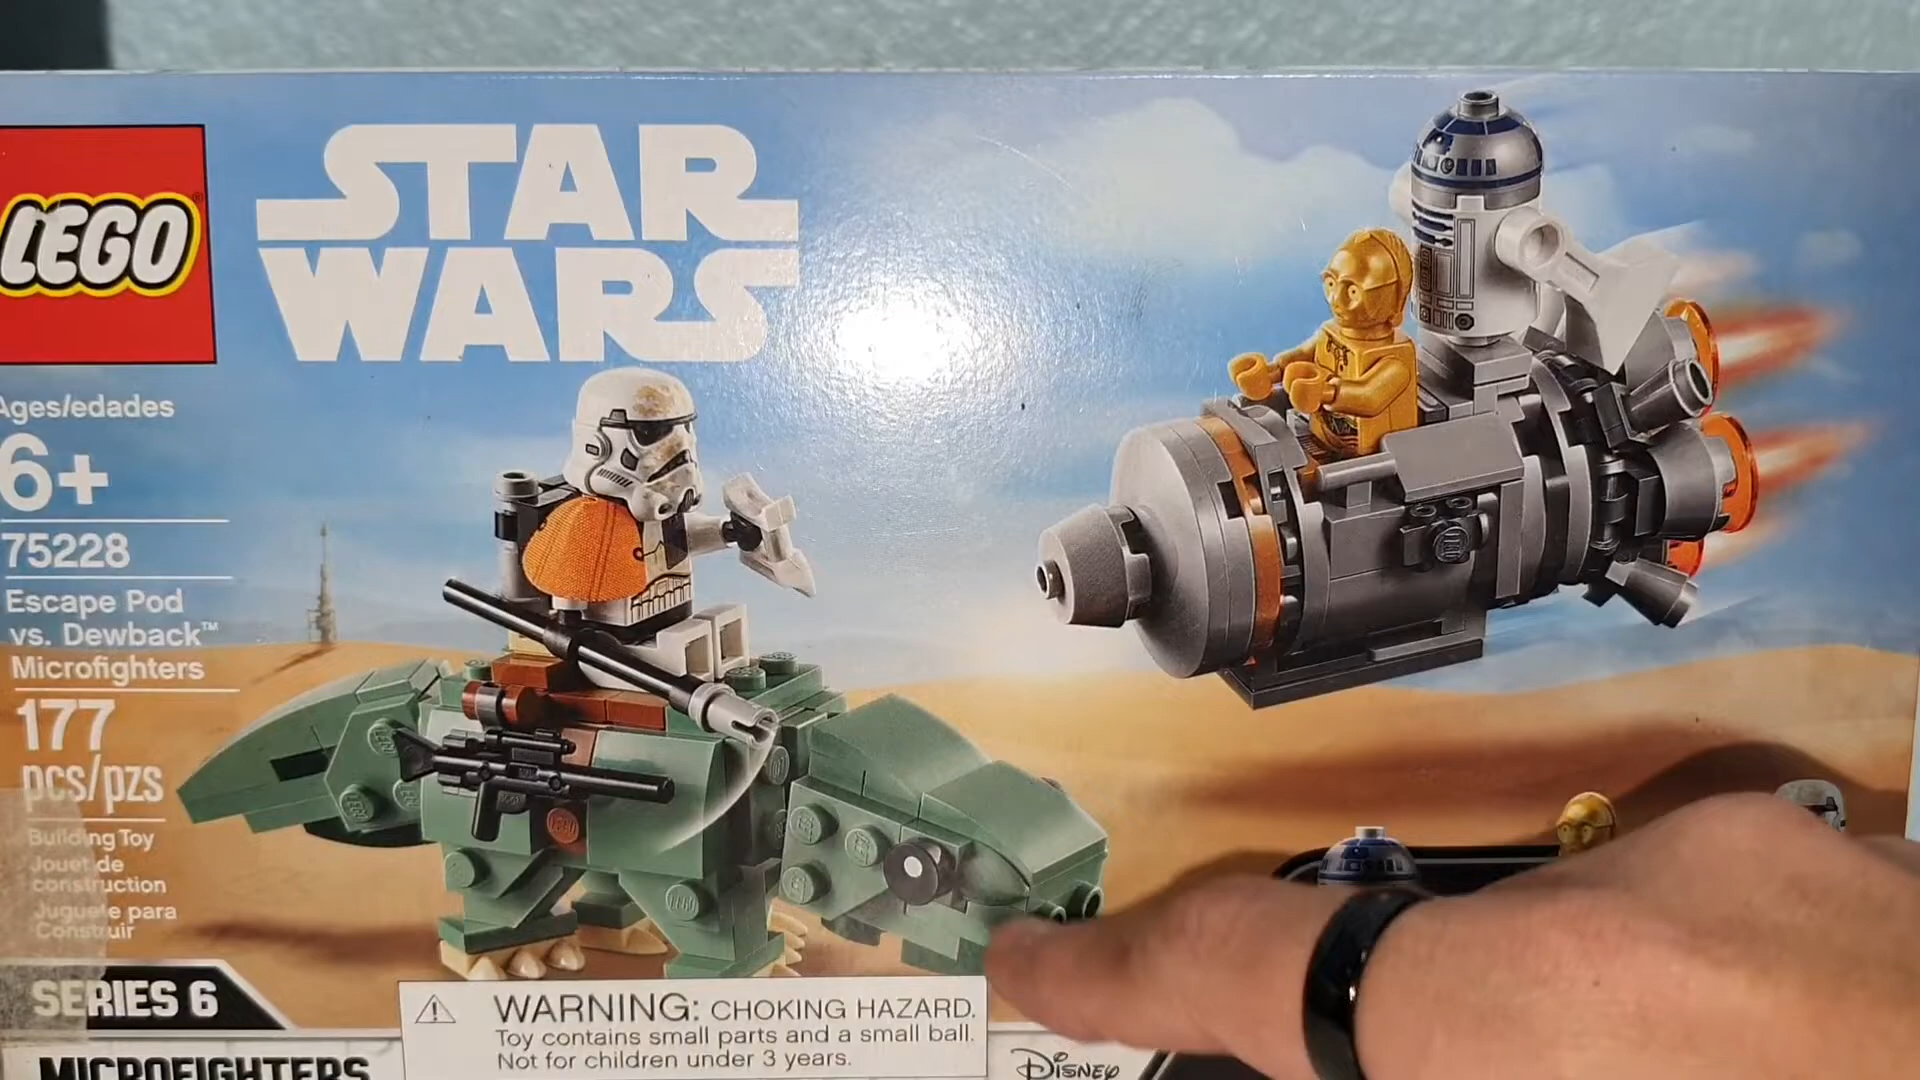 STAR
WARS
LEGO
Ages/edades
6+
75228
Escape Pod
vs. Dewback™
Microfighters
177
pcs/pzs
Building Toy
Jouet de
construction
Juguete para
Construir
SERIES 6
MICROFIGHTERS
WARNING: CHOKING HAZARD.
Toy contains small parts and a small ball.
Not for children under 3 years.
DISNEY